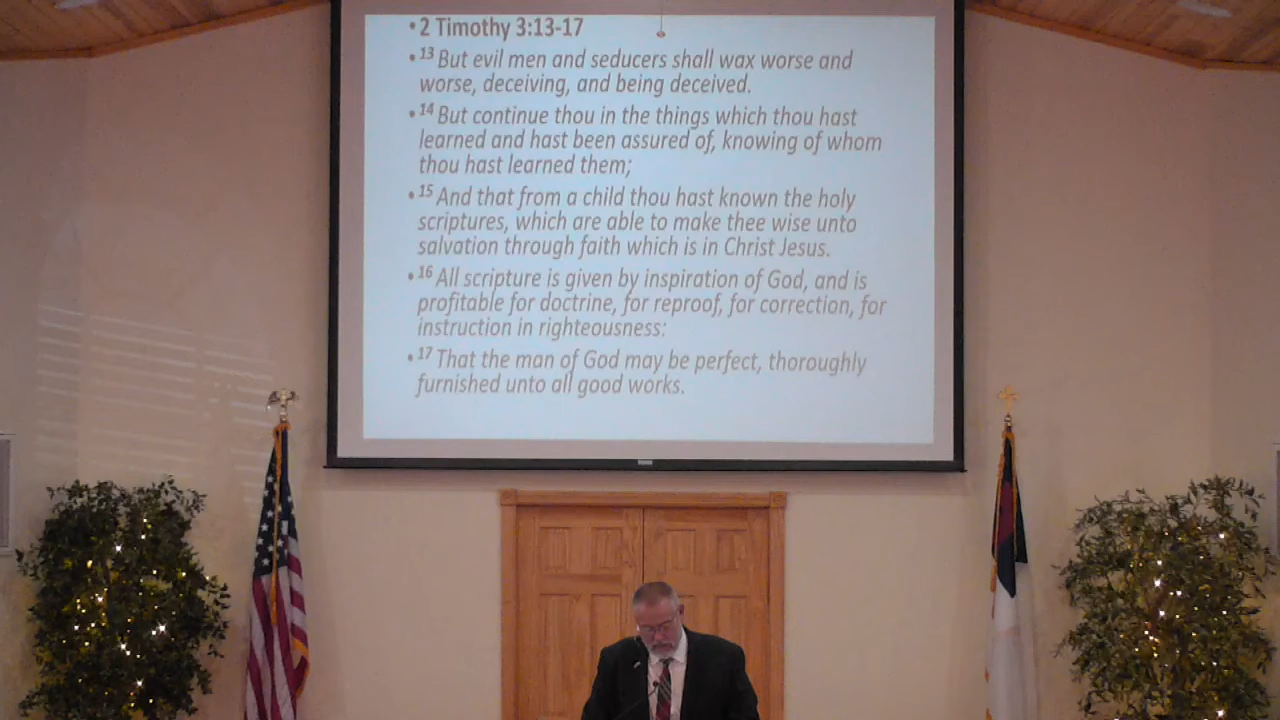 • 2 Timothy 3:13-17
• 13 But evil men and seducers shall wax worse and
worse, deceiving, and being deceived.
• 14 But continue thou in the things which thou hast
learned and hast been assured of, knowing of whom
thou hast learned them;
• 15 And that from a child thou hast known the holy
scriptures, which are able to make thee wise unto
salvation through faith which is in Christ Jesus.
• 16 All scripture is given by inspiration of God, and is
profitable for doctrine, for reproof, for correction, for
instruction in righteousness:
• 17 That the man of God may be perfect, thoroughly
furnished unto all good works.